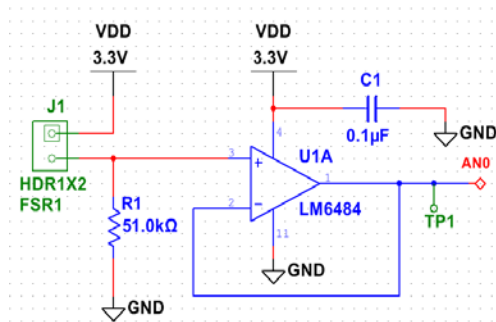 VDD
3.3V
VDD
3.3V
J1
C1
0.1µF
GND
HDR1X2
FSR1
4
3
+
U1A
1
2
−
LM6484
11
AN0
TP1
R1
51.0kΩ
GND
GND